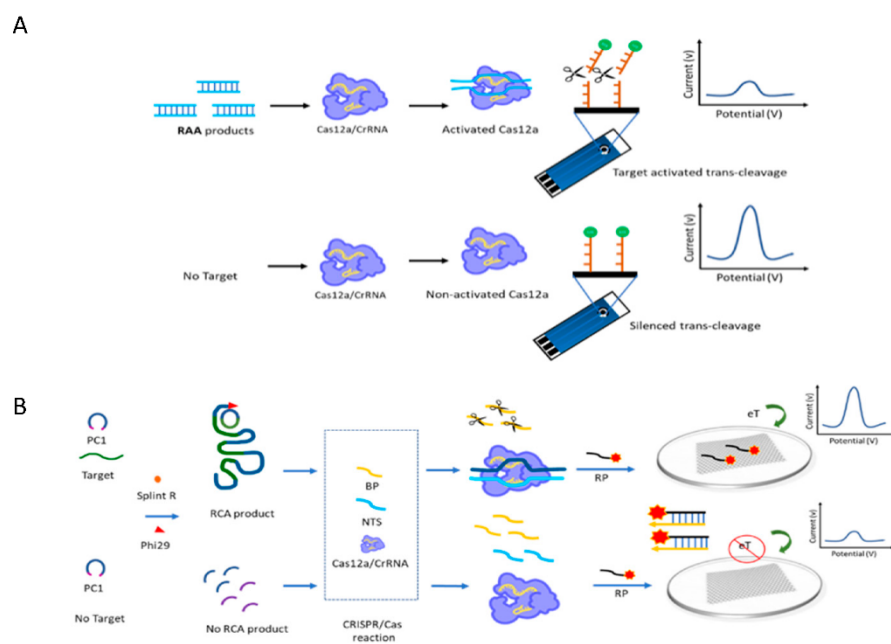 A
RAA products
Cas12a/CrRNA
Activated Cas12a
Target activated trans-cleavage
Current (v)
Potential (V)
No Target
Cas12a/CrRNA
Non-activated Cas12a
Silenced trans-cleavage
Current (v)
Potential (V)
B
PC1
Target
Splint R
Phi29
RCA product
PC1
No Target
No RCA product
BP
NTS
Cas12a/CrRNA
CRISPR/Cas
reaction
RP
eT
Current (v)
Potential (V)
RP
eT
Current (v)
Potential (V)